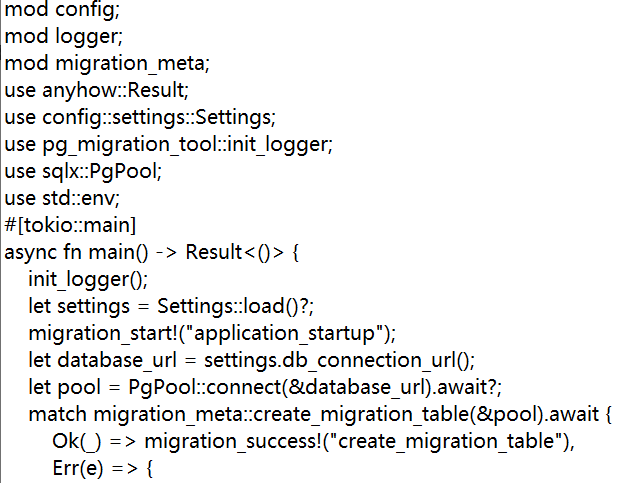 mod config;
mod logger;
mod migration_meta;
use anyhow::Result;
use config::settings::Settings;
use pg_migration_tool::init_logger;
use sqlx::PgPool;
use std::env;
#[tokio::main]
async fn main() -> Result<()> {
    init_logger();
    let settings = Settings::load()?;
    migration_start!("application_startup");
    let database_url = settings.db_connection_url();
    let pool = PgPool::connect(&database_url).await?;
    match migration_meta::create_migration_table(&pool).await {
        Ok(_) => migration_success!("create_migration_table"),
        Err(e) => {